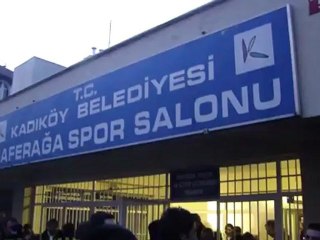 T.C.
KADIKÖY BELEDİYESİ
AFERAĞA SPOR SALONU